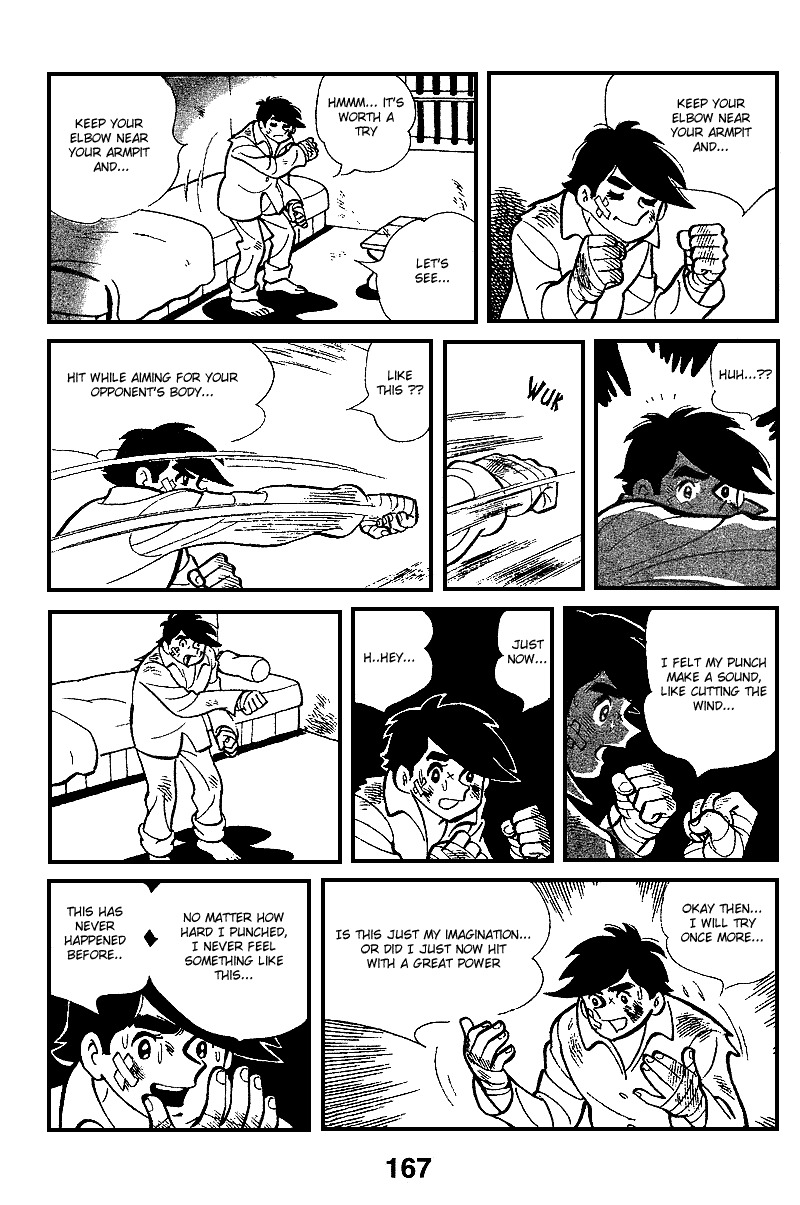 KEEP YOUR
ELBOW NEAR
YOUR ARMPIT
AND...
HMMM... IT'S
WORTH A
TRY
LET'S
SEE...
KEEP YOUR
ELBOW NEAR
YOUR ARMPIT
AND...
HIT WHILE AIMING FOR YOUR
OPPONENT'S BODY...
LIKE
THIS ??
WUK
HUH...??
H..HEY...
JUST
NOW...
I FELT MY PUNCH
MAKE A SOUND,
LIKE CUTTING THE
WIND...
THIS HAS
NEVER
HAPPENED
BEFORE..
NO MATTER HOW
HARD I PUNCHED,
I NEVER FEEL
SOMETHING LIKE
THIS...
IS THIS JUST MY IMAGINATION...
OR DID I JUST NOW HIT
WITH A GREAT POWER
OKAY THEN...
I WILL TRY
ONCE MORE...
167